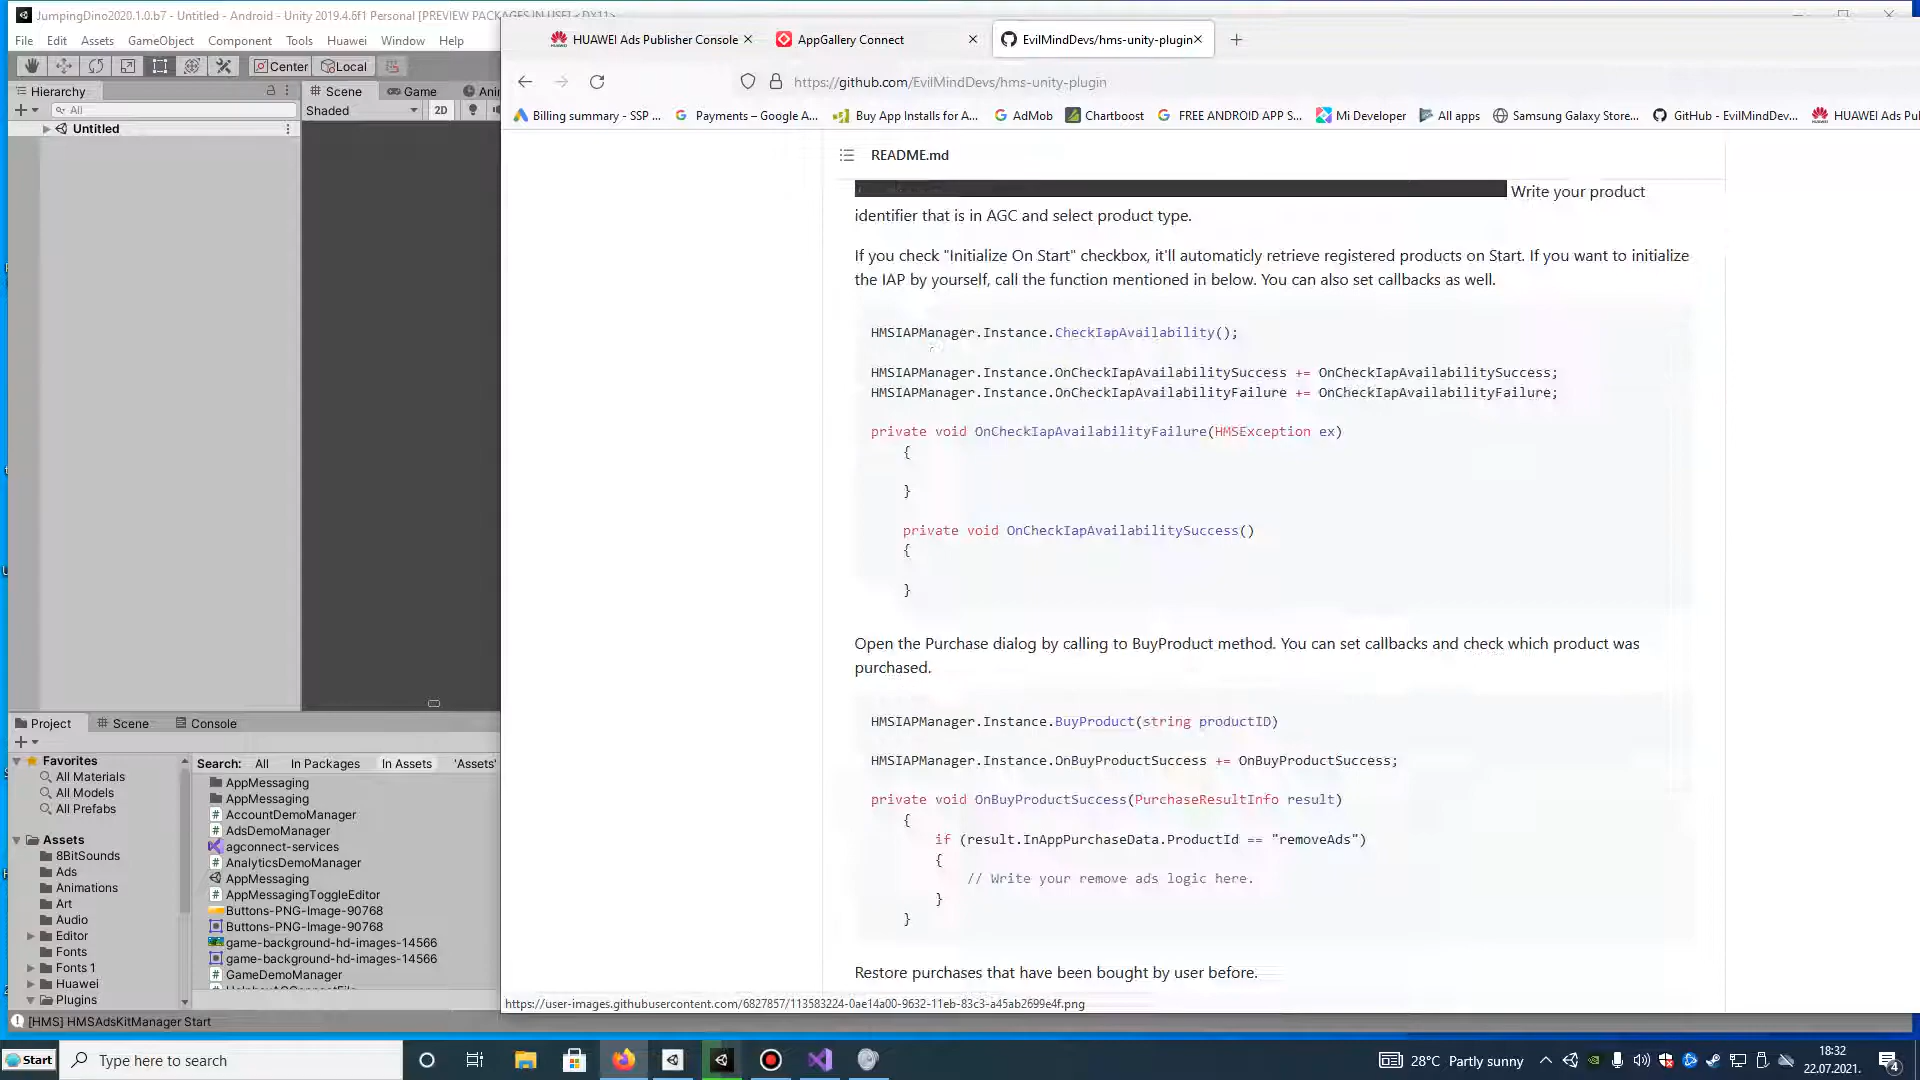 JumpingDino2020.1.0.b7 - Untitled - Android - Unity 2019.4.6f1 Personal [PREVIEW PACKAGES IN USE] <DX11>
File Edit Assets GameObject Component Tools Huawei Window Help
Center Local
Hierarchy
All
Untitled
Scene Game Ani
Shaded 2D
HUAWEI Ads Publisher Console
AppGallery Connect
EvilMindDevs/hms-unity-plugin
https://github.com/EvilMindDevs/hms-unity-plugin
Billing summary - SSP ... Payments – Google A... Buy App Installs for A... AdMob Chartboost FREE ANDROID APP S... Mi Developer All apps Samsung Galaxy Store... GitHub - EvilMindDev... HUAWEI Ads Pu
README.md
Write your product
identifier that is in AGC and select product type.
If you check "Initialize On Start" checkbox, it'll automaticly retrieve registered products on Start. If you want to initialize
the IAP by yourself, call the function mentioned in below. You can also set callbacks as well.
HMSIAPManager.Instance.CheckIapAvailability();
HMSIAPManager.Instance.OnCheckIapAvailabilitySuccess += OnCheckIapAvailabilitySuccess;
HMSIAPManager.Instance.OnCheckIapAvailabilityFailure += OnCheckIapAvailabilityFailure;
private void OnCheckIapAvailabilityFailure(HMSException ex)
{
}
private void OnCheckIapAvailabilitySuccess()
{
}
Open the Purchase dialog by calling to BuyProduct method. You can set callbacks and check which product was
purchased.
HMSIAPManager.Instance.BuyProduct(string productID)
HMSIAPManager.Instance.OnBuyProductSuccess += OnBuyProductSuccess;
private void OnBuyProductSuccess(PurchaseResultInfo result)
{
if (result.InAppPurchaseData.ProductId == "removeAds")
{
// Write your remove ads logic here.
}
}
Restore purchases that have been bought by user before.
https://user-images.githubusercontent.com/6827857/113583224-0ae14a00-9632-11eb-83c3-a45ab2699e4f.png
Project Scene Console
Favorites
All Materials
All Models
All Prefabs
Assets
8BitSounds
Ads
Animations
Art
Audio
Editor
Fonts
Fonts 1
Huawei
Plugins
Search: All In Packages In Assets 'Assets'
AppMessaging
AppMessaging
AccountDemoManager
AdsDemoManager
agconnect-services
AnalyticsDemoManager
AppMessaging
AppMessagingToggleEditor
Buttons-PNG-Image-90768
Buttons-PNG-Image-90768
game-background-hd-images-14566
game-background-hd-images-14566
GameDemoManager
[HMS] HMSAdsKitManager Start
Start
Type here to search
28°C Partly sunny
18:32
22.07.2021.
4